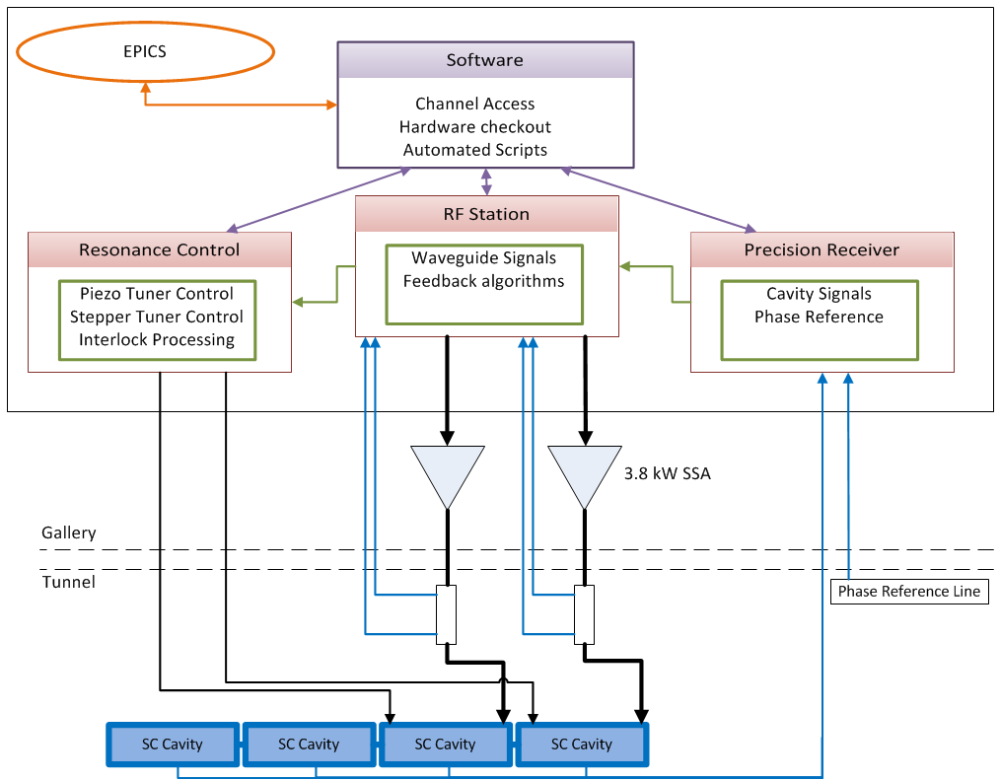 EPICS
Software
Channel Access
Hardware checkout
Automated Scripts
RF Station
Waveguide Signals
Feedback algorithms
Resonance Control
Piezo Tuner Control
Stepper Tuner Control
Interlock Processing
Precision Receiver
Cavity Signals
Phase Reference
3.8 kW SSA
Gallery
Tunnel
Phase Reference Line
SC Cavity
SC Cavity
SC Cavity
SC Cavity